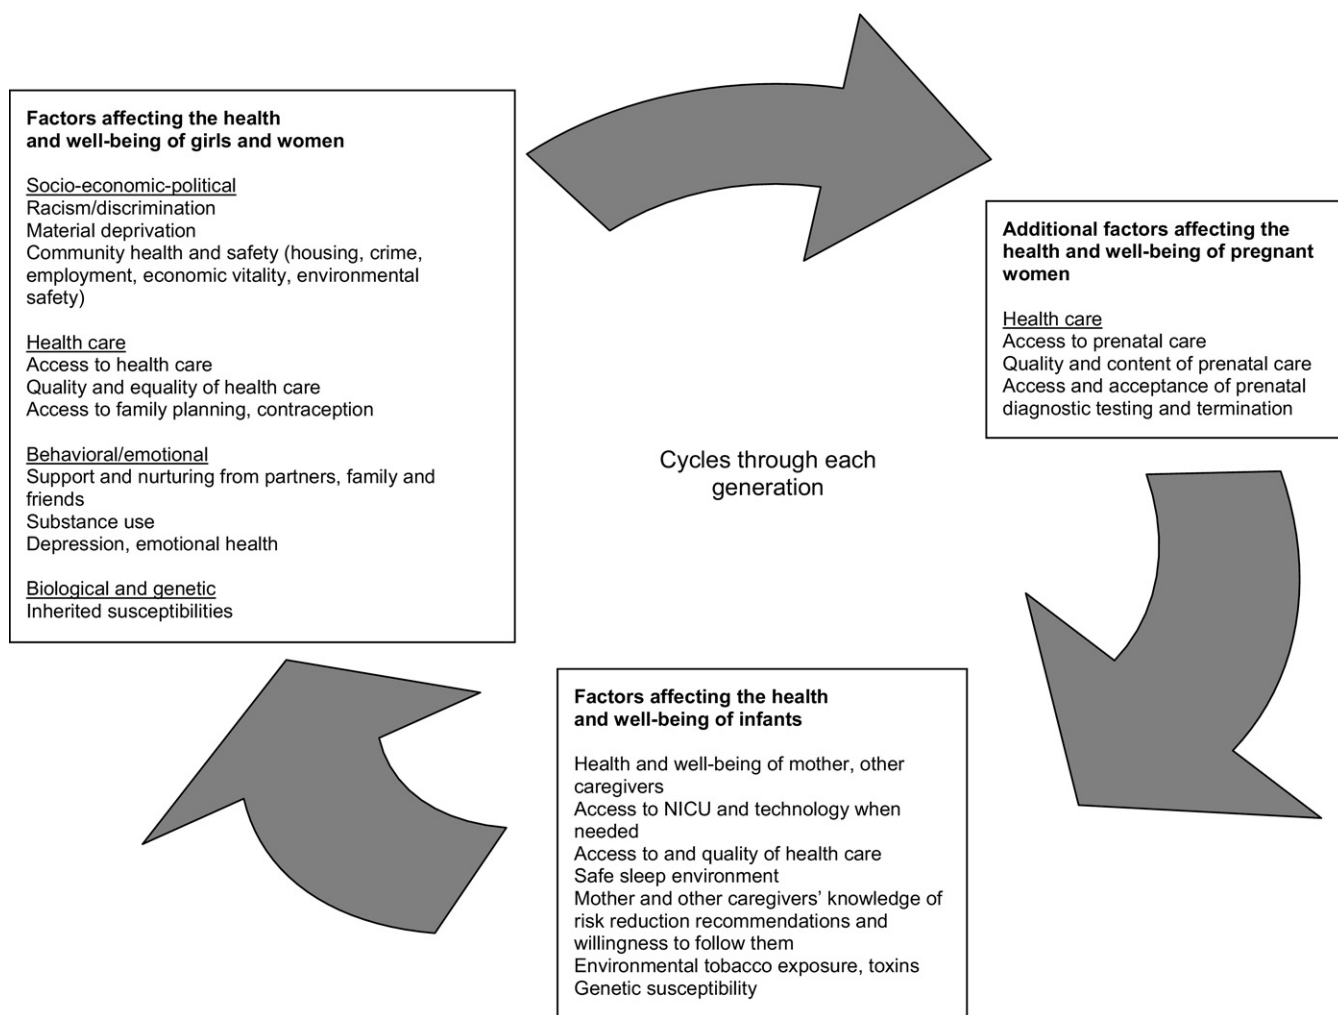 Factors affecting the health
and well-being of girls and women
Socio-economic-political
Racism/discrimination
Material deprivation
Community health and safety (housing, crime,
employment, economic vitality, environmental
safety)
Health care
Access to health care
Quality and equality of health care
Access to family planning, contraception
Behavioral/emotional
Support and nurturing from partners, family and
friends
Substance use
Depression, emotional health
Biological and genetic
Inherited susceptibilities
Additional factors affecting the
health and well-being of pregnant
women
Health care
Access to prenatal care
Quality and content of prenatal care
Access and acceptance of prenatal
diagnostic testing and termination
Cycles through each
generation
Factors affecting the health
and well-being of infants
Health and well-being of mother, other
caregivers
Access to NICU and technology when
needed
Access to and quality of health care
Safe sleep environment
Mother and other caregivers’ knowledge of
risk reduction recommendations and
willingness to follow them
Environmental tobacco exposure, toxins
Genetic susceptibility